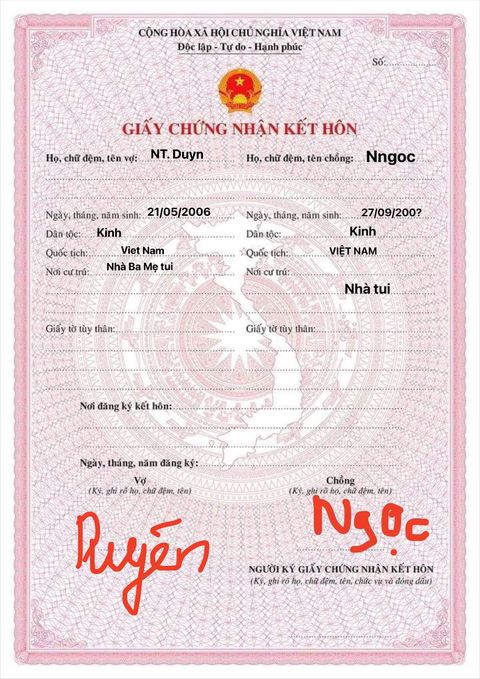 CỘNG HÒA XÃ HỘI CHỦ NGHĨA VIỆT NAM
Độc lập - Tự do - Hạnh phúc
Số:
GIẤY CHỨNG NHẬN KẾT HÔN
Họ, chữ đệm, tên vợ: NT. Duyn Họ, chữ đệm, tên chồng: Nngoc
Ngày, tháng, năm sinh: 21/05/2006 Ngày, tháng, năm sinh: 27/09/200?
Dân tộc: Kinh Dân tộc: Kinh
Quốc tịch: Viet Nam Quốc tịch: VIỆT NAM
Nơi cư trú: Nhà Ba Mẹ tui Nơi cư trú:
Nhà tui
Giấy tờ tùy thân: Giấy tờ tùy thân:
Nơi đăng ký kết hôn:
Ngày, tháng, năm đăng ký:
Vợ Chồng
(Ký, ghi rõ họ, chữ đệm, tên) (Ký, ghi rõ họ, chữ đệm, tên)
Duyên Ngọc
NGƯỜI KÝ GIẤY CHỨNG NHẬN KẾT HÔN
(Ký, ghi rõ họ, chữ đệm, tên, chức vụ và đóng dấu)